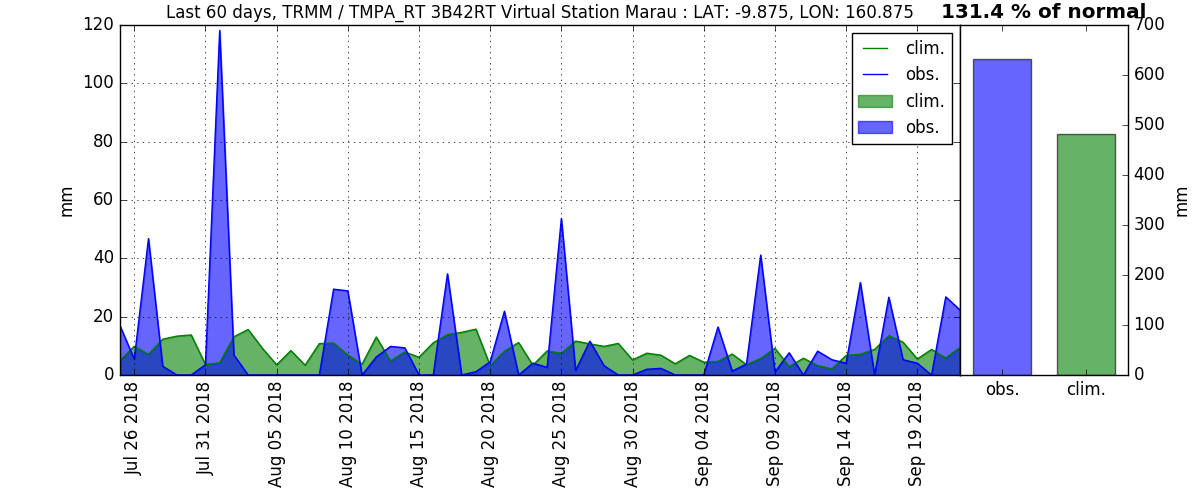 Last 60 days, TRMM / TMPA_RT 3B42RT Virtual Station Marau : LAT: -9.875, LON: 160.875
131.4 % of normal
120
100
80
60
40
20
0
mm
clim.
obs.
clim.
obs.
Jul 26 2018
Jul 31 2018
Aug 05 2018
Aug 10 2018
Aug 15 2018
Aug 20 2018
Aug 25 2018
Aug 30 2018
Sep 04 2018
Sep 09 2018
Sep 14 2018
Sep 19 2018
700
600
500
400
300
200
100
0
mm
obs.
clim.